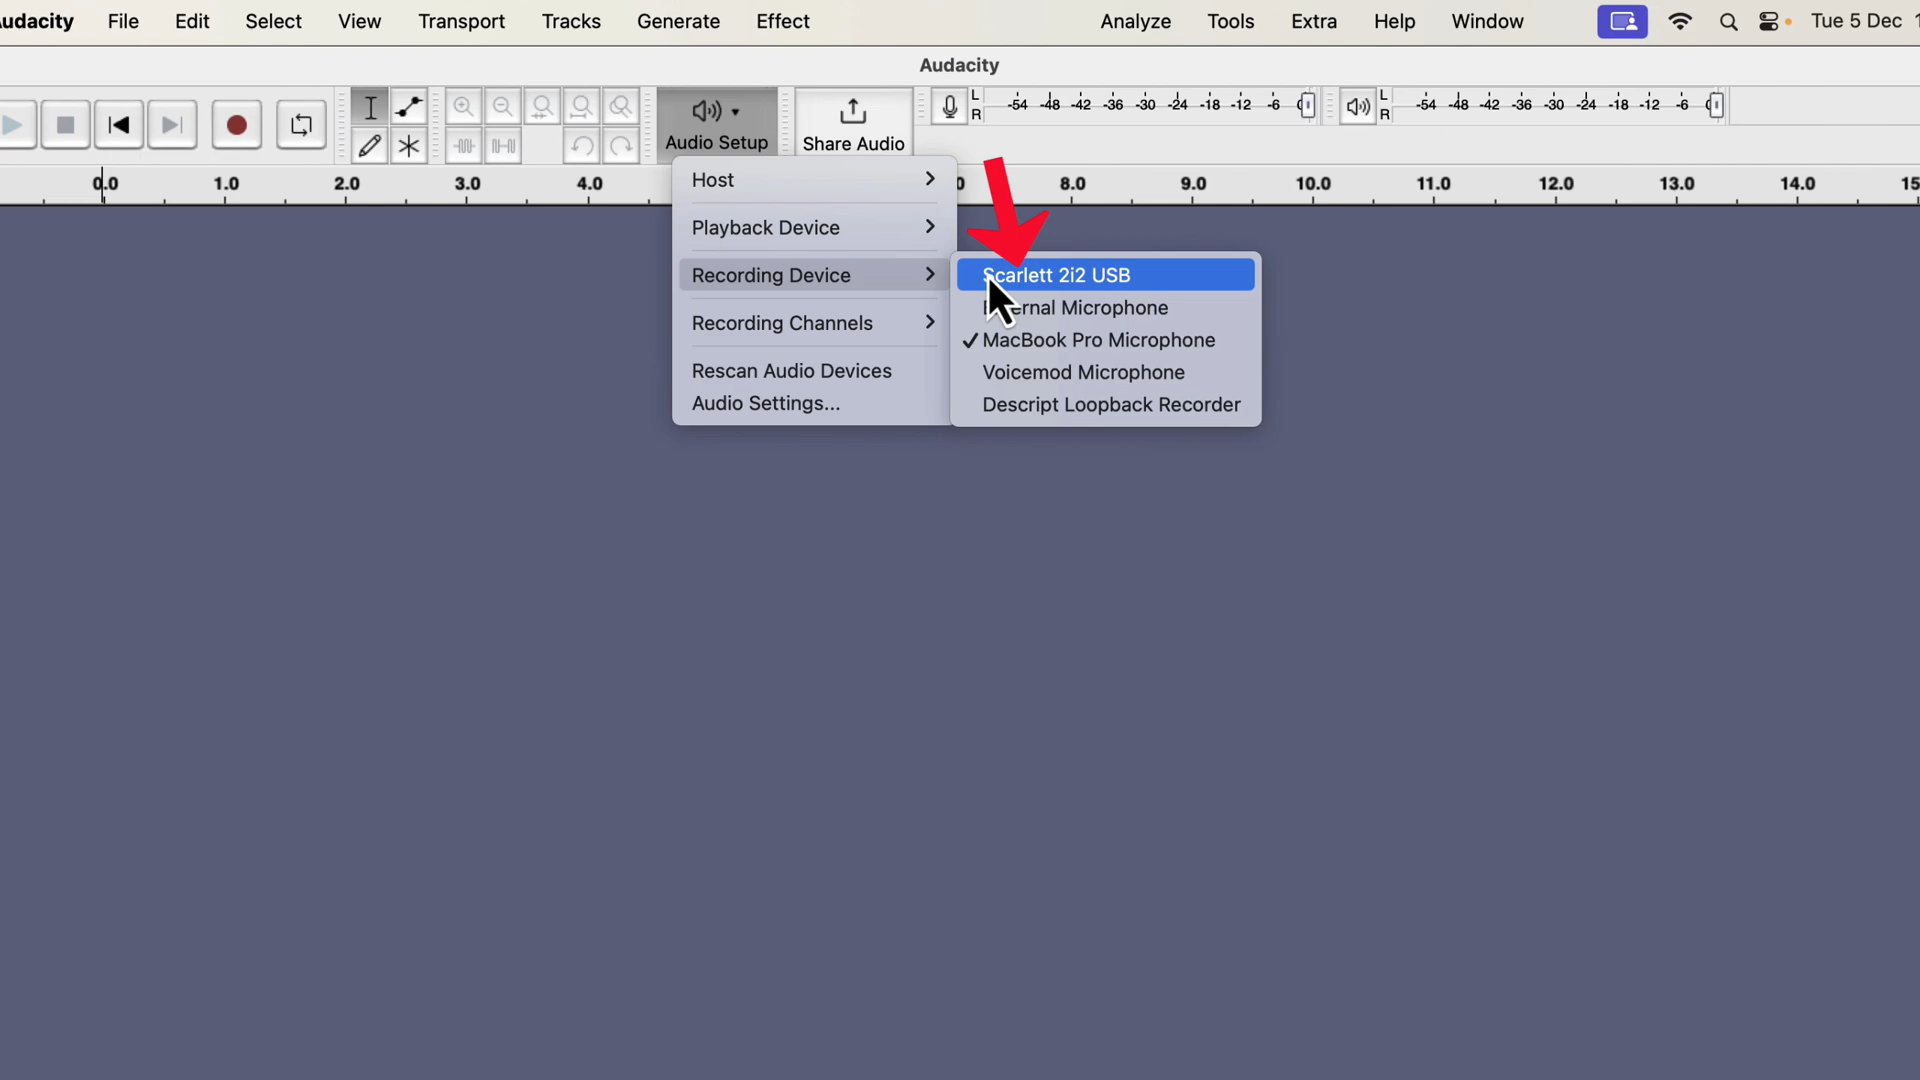 udacity File Edit Select View Transport Tracks Generate Effect Analyze Tools Extra Help Window Tue 5 Dec 1
Audacity
L -54 -48 -42 -36 -30 -24 -18 -12 -6 L -54 -48 -42 -36 -30 -24 -18 -12 -6
R R
Audio Setup Share Audio
0.0 1.0 2.0 3.0 4.0 0 8.0 9.0 10.0 11.0 12.0 13.0 14.0 15
Host
Playback Device
Recording Device
Recording Channels
Rescan Audio Devices
Audio Settings...
Scarlett 2i2 USB
ernal Microphone
MacBook Pro Microphone
Voicemod Microphone
Descript Loopback Recorder